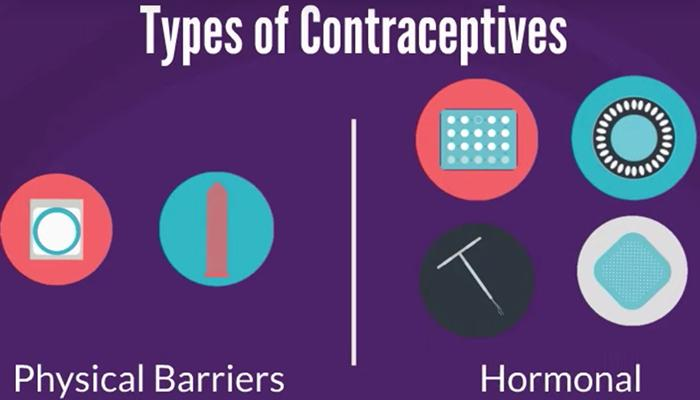 Types of Contraceptives
Physical Barriers
Hormonal